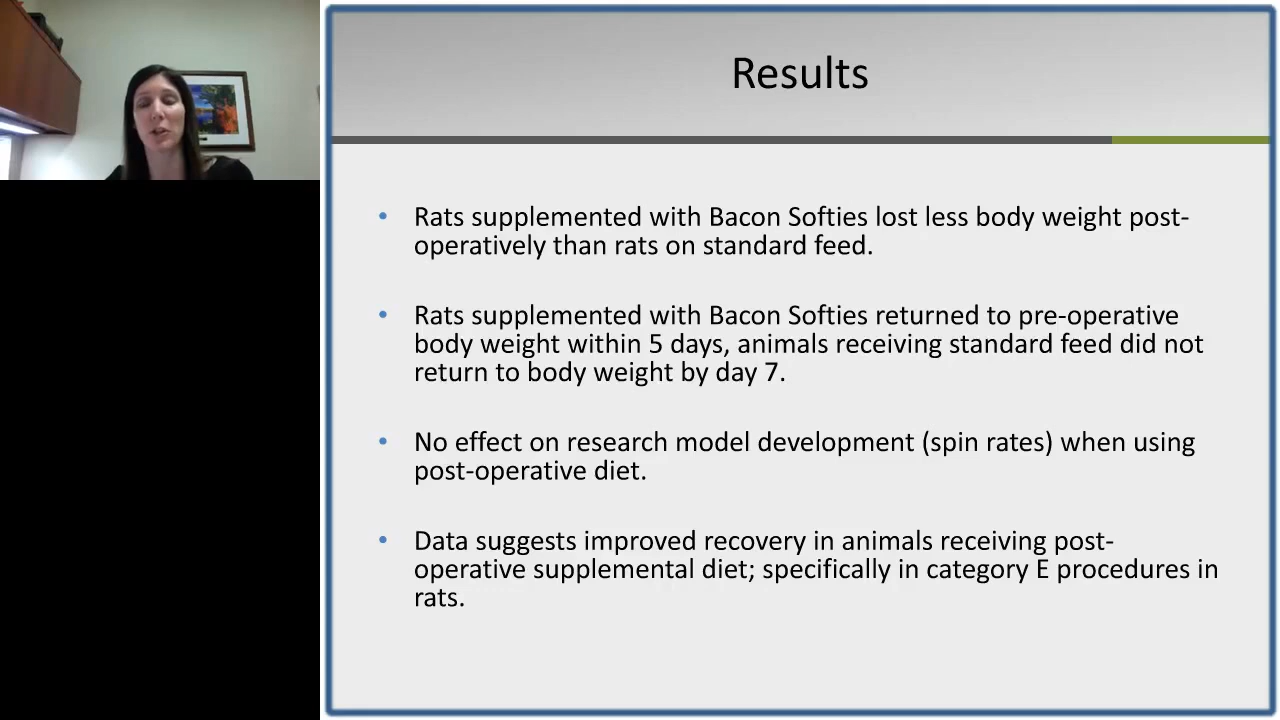 Results
• Rats supplemented with Bacon Softies lost less body weight post-
operatively than rats on standard feed.
• Rats supplemented with Bacon Softies returned to pre-operative
body weight within 5 days, animals receiving standard feed did not
return to body weight by day 7.
• No effect on research model development (spin rates) when using
post-operative diet.
• Data suggests improved recovery in animals receiving post-
operative supplemental diet; specifically in category E procedures in
rats.